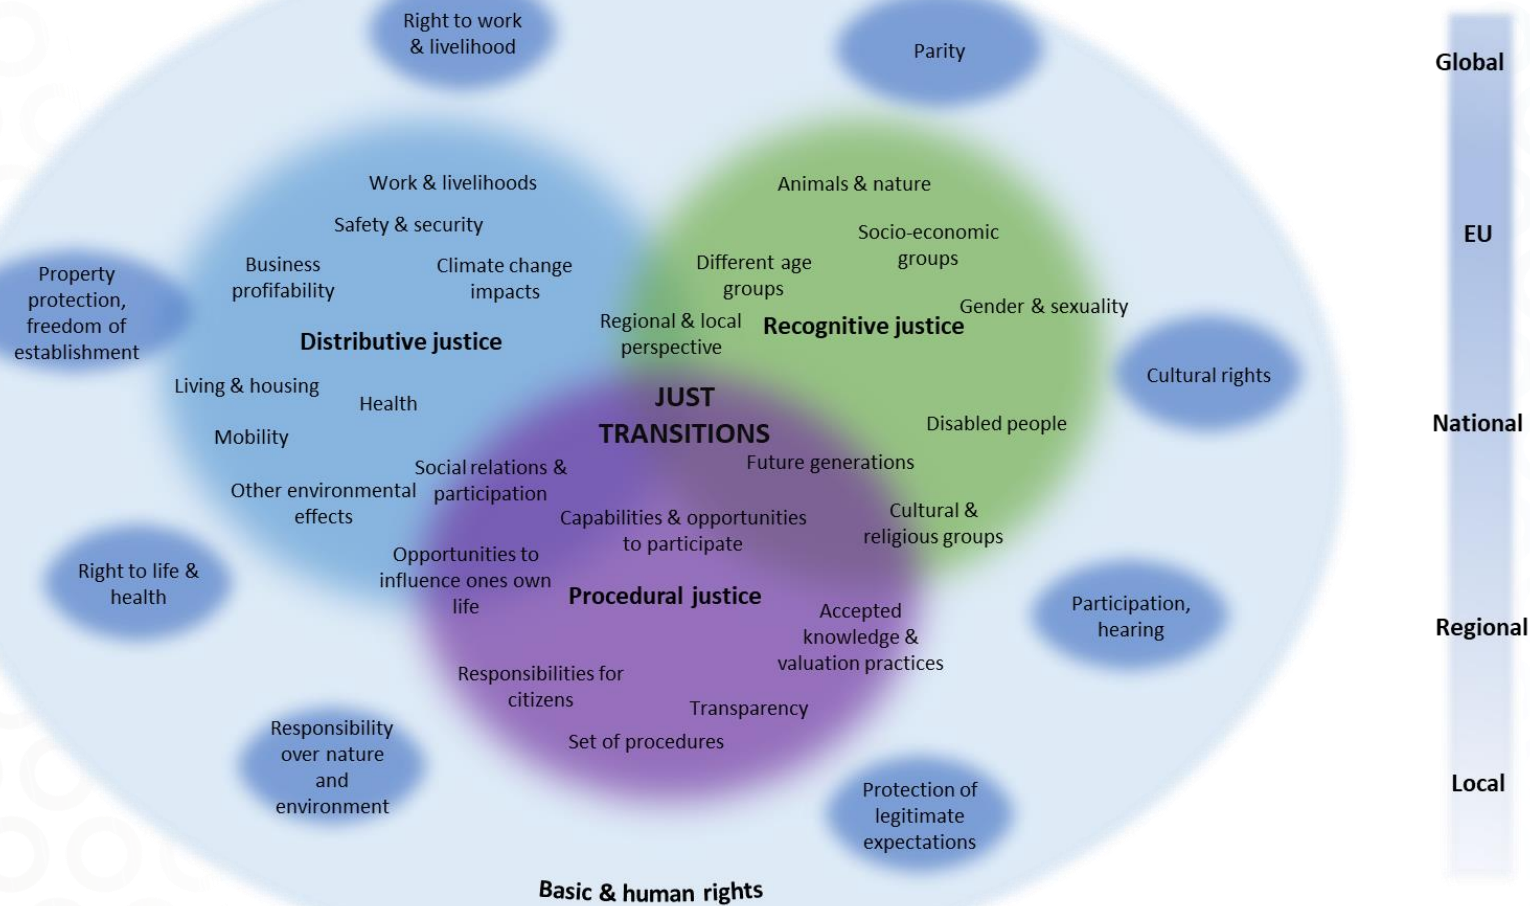 Right to work
& livelihood
Parity
Global
Work & livelihoods
Animals & nature
Safety & security
Socio-economic
groups
EU
Business
profifability
Climate change
impacts
Different age
groups
Property
protection,
freedom of
establishment
Gender & sexuality
Regional & local
perspective
Recognitive justice
Distributive justice
Cultural rights
Living & housing
Health
JUST
TRANSITIONS
Disabled people
National
Mobility
Social relations &
participation
Future generations
Other environmental
effects
Capabilities & opportunities
to participate
Cultural &
religious groups
Opportunities to
influence ones own
life
Right to life &
health
Procedural justice
Accepted
knowledge &
valuation practices
Participation,
hearing
Regional
Responsibilities for
citizens
Transparency
Set of procedures
Responsibility
over nature
and
environment
Protection of
legitimate
expectations
Local
Basic & human rights